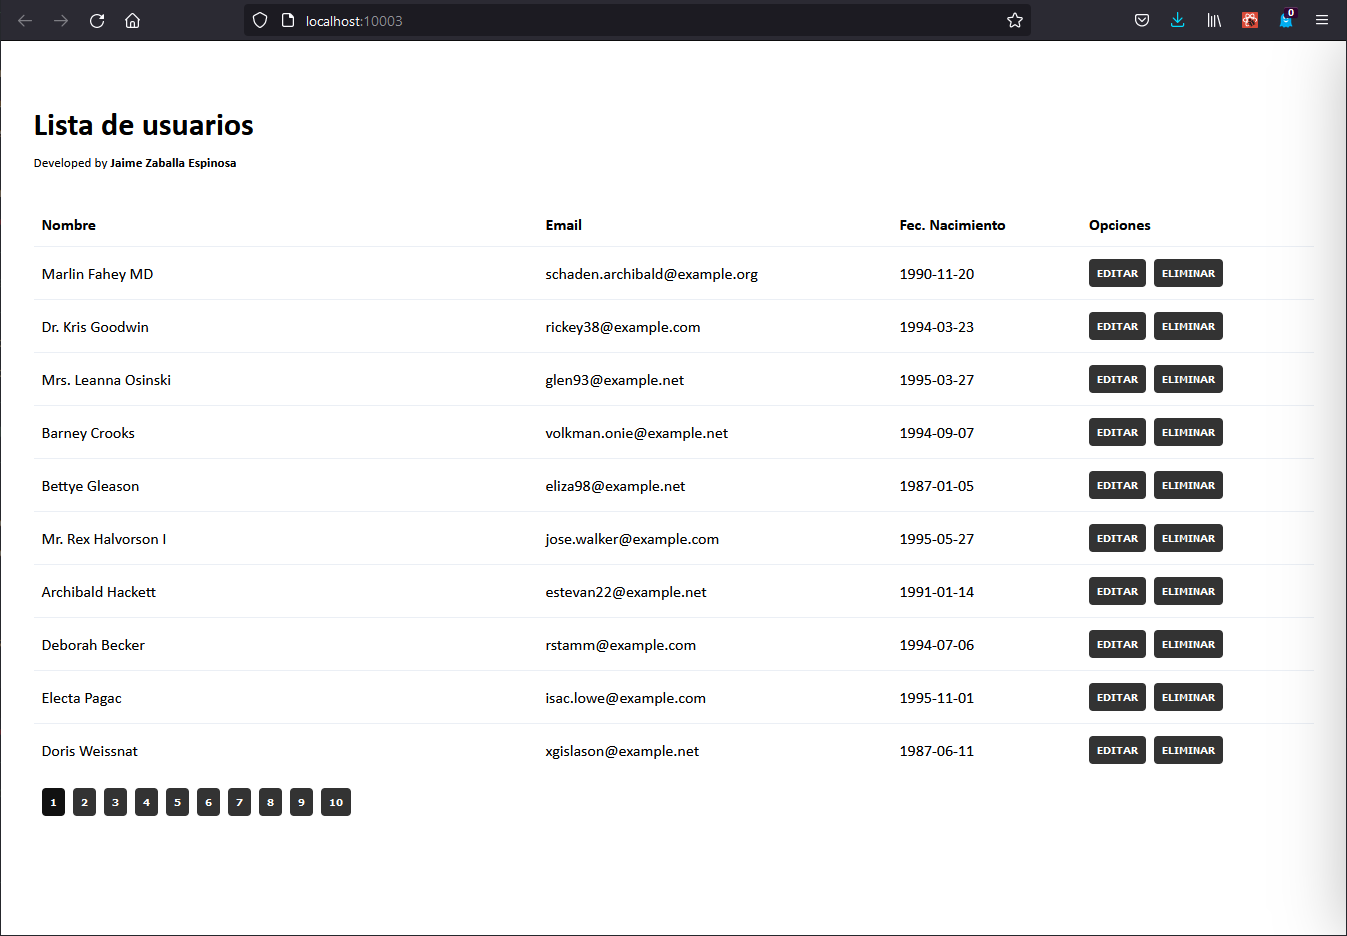 localhost:10003
0
Lista de usuarios
Developed by Jaime Zaballa Espinosa
Nombre Email Fec. Nacimiento Opciones
Marlin Fahey MD schaden.archibald@example.org 1990-11-20 EDITAR ELIMINAR
Dr. Kris Goodwin rickey38@example.com 1994-03-23 EDITAR ELIMINAR
Mrs. Leanna Osinski glen93@example.net 1995-03-27 EDITAR ELIMINAR
Barney Crooks volkman.onie@example.net 1994-09-07 EDITAR ELIMINAR
Bettye Gleason eliza98@example.net 1987-01-05 EDITAR ELIMINAR
Mr. Rex Halvorson I jose.walker@example.com 1995-05-27 EDITAR ELIMINAR
Archibald Hackett estevan22@example.net 1991-01-14 EDITAR ELIMINAR
Deborah Becker rstamm@example.com 1994-07-06 EDITAR ELIMINAR
Electa Pagac isac.lowe@example.com 1995-11-01 EDITAR ELIMINAR
Doris Weissnat xgislason@example.net 1987-06-11 EDITAR ELIMINAR
1 2 3 4 5 6 7 8 9 10